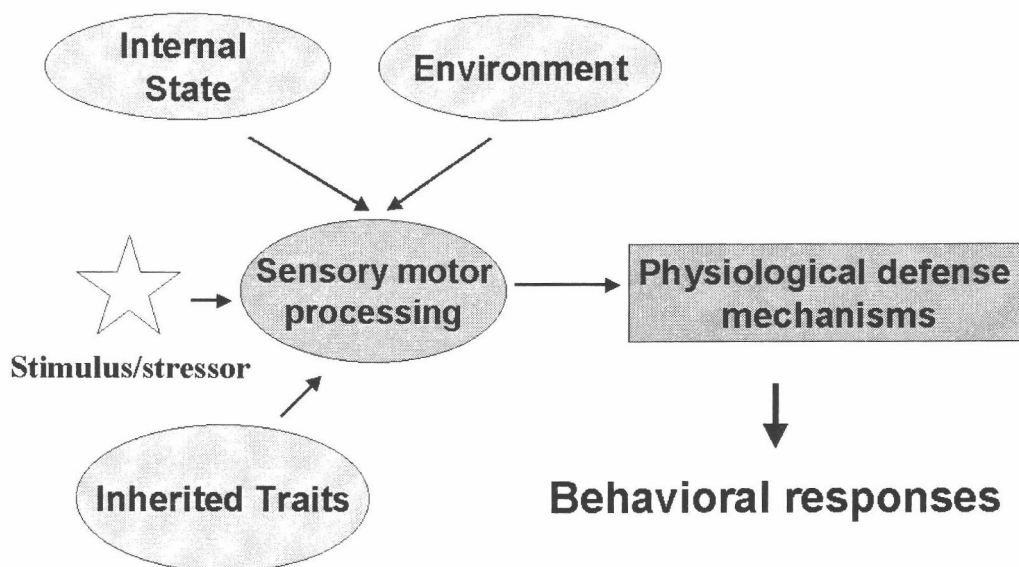 Internal
State
Environment
Sensory motor
processing
Physiological defense
mechanisms
Stimulus/stressor
Inherited Traits
Behavioral responses